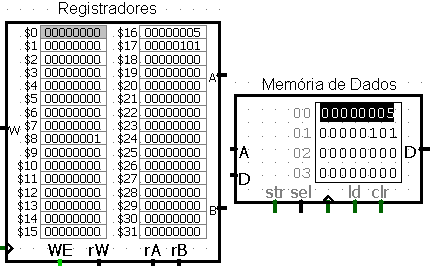 Registradores
$0 00000000 $16 00000005
$1 00000000 $17 00000101
$2 00000000 $18 00000000
$3 00000000 $19 00000000
$4 00000000 $20 00000000
$5 00000000 $21 00000000
$6 00000000 $22 00000000
$7 00000000 $23 00000000
$8 00000001 $24 00000000
$9 00000000 $25 00000000
$10 00000000 $26 00000000
$11 00000000 $27 00000000
$12 00000000 $28 00000000
$13 00000000 $29 00000000
$14 00000000 $30 00000000
$15 00000000 $31 00000000
W
A
B
WE rW rA rB
Memória de Dados
00 00000005
01 00000101
02 00000000
03 00000000
A D
D
str sel ld clr